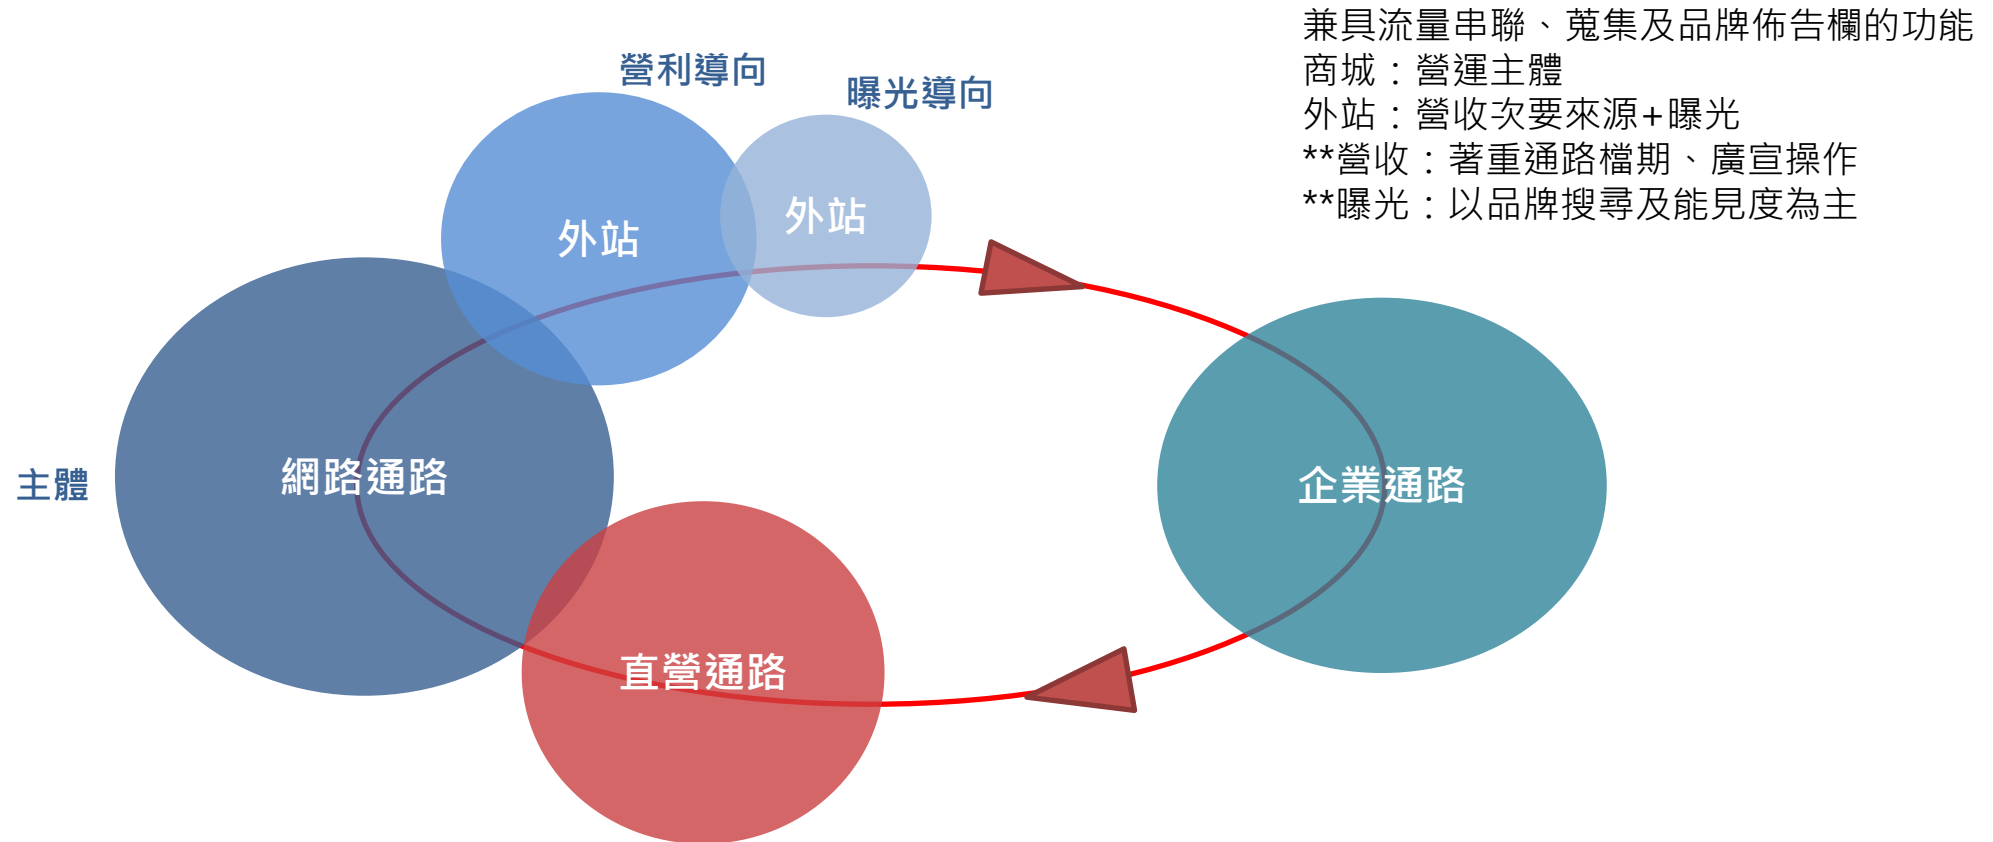 兼具流量串聯、蒐集及品牌佈告欄的功能
商城：營運主體
外站：營收次要來源+曝光
**營收：著重通路檔期、廣宣操作
**曝光：以品牌搜尋及能見度為主
營利導向
曝光導向
外站
外站
主體
網路通路
企業通路
直營通路